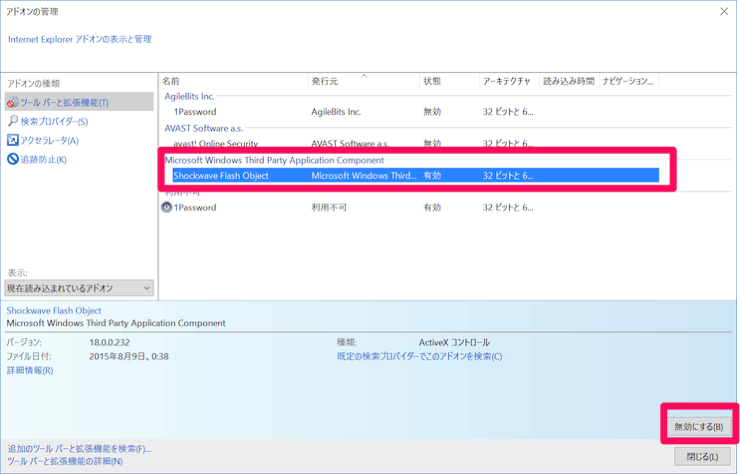 アドオンの管理
Internet Explorer アドオンの表示と管理
アドオンの種類
ツール バーと拡張機能(T)
検索プロバイダー(S)
アクセラレータ(A)
追跡防止(K)
表示:
現在読み込まれているアドオン
名前 発行元 状態 アーキテクチャ 読み込み時間 ナビゲーション...
AgileBits Inc.
1Password AgileBits Inc. 無効 32 ビットと 6...
AVAST Software a.s.
avast! Online Security AVAST Software a.s. 無効 32 ビットと 6...
Microsoft Windows Third Party Application Component
Shockwave Flash Object Microsoft Windows Third... 有効 32 ビットと 6...
利用不可
1Password 利用不可 有効 32 ビットと 6...
Shockwave Flash Object
Microsoft Windows Third Party Application Component
バージョン: 18.0.0.232
ファイル日付: 2015年8月9日、0:38
詳細情報(R)
種類: ActiveX コントロール
既定の検索プロバイダーでこのアドオンを検索(C)
無効にする(B)
追加のツール バーと拡張機能を検索(F)...
ツール バーと拡張機能の詳細(N)
閉じる(L)